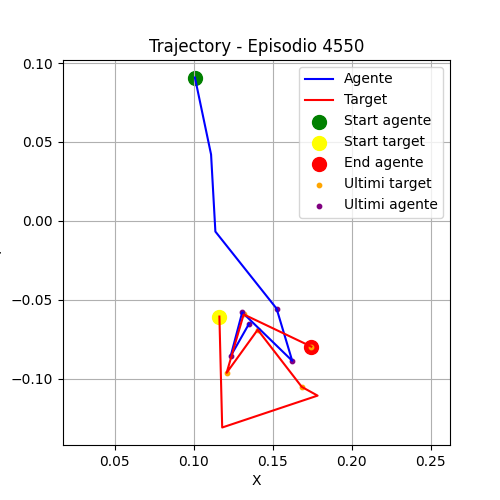 Trajectory - Episodio 4550
Agente
Target
Start agente
Start target
End agente
Ultimi target
Ultimi agente
0.10
0.05
0.00
−0.05
−0.10
0.05
0.10
0.15
0.20
0.25
X